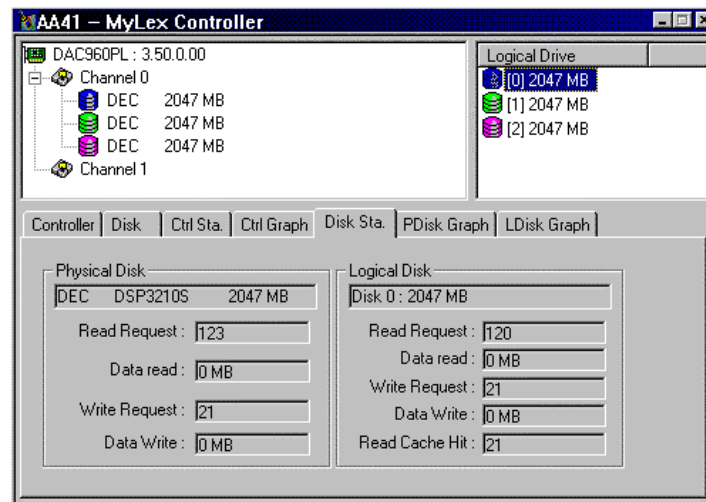 AA41 – MyLex Controller
DAC960PL : 3.50.0.00
Channel 0
DEC 2047 MB
DEC 2047 MB
DEC 2047 MB
Channel 1
Logical Drive
[0] 2047 MB
[1] 2047 MB
[2] 2047 MB
Controller Disk Ctrl Sta. Ctrl Graph Disk Sta. PDisk Graph LDisk Graph
Physical Disk
DEC DSP3210S 2047 MB
Read Request : 123
Data read : 0 MB
Write Request : 21
Data Write : 0 MB
Logical Disk
Disk 0 : 2047 MB
Read Request : 120
Data read : 0 MB
Write Request : 21
Data Write : 0 MB
Read Cache Hit : 21